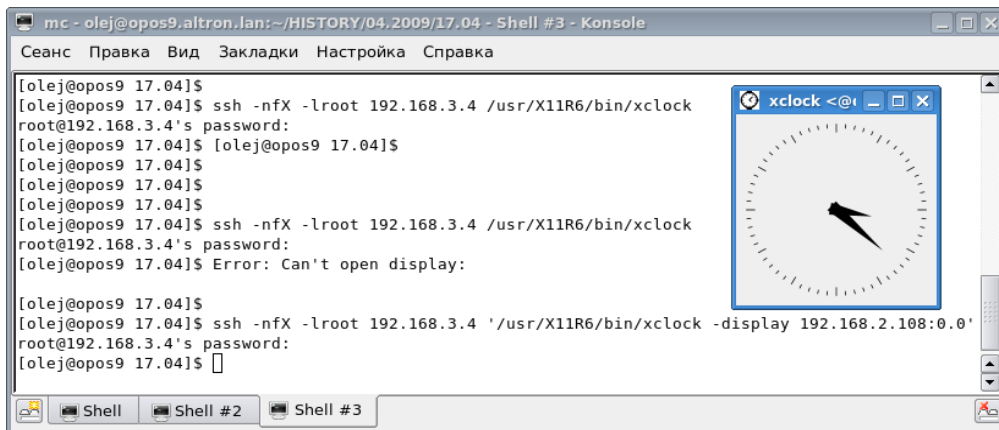 mc - olej@opos9.altron.lan:~/HISTORY/04.2009/17.04 - Shell #3 - Konsole
Сеанс Правка Вид Закладки Настройка Справка
[olej@opos9 17.04]$
[olej@opos9 17.04]$ ssh -nfX -lroot 192.168.3.4 /usr/X11R6/bin/xclock
root@192.168.3.4's password:
[olej@opos9 17.04]$ [olej@opos9 17.04]$
[olej@opos9 17.04]$
[olej@opos9 17.04]$
[olej@opos9 17.04]$
[olej@opos9 17.04]$ ssh -nfX -lroot 192.168.3.4 /usr/X11R6/bin/xclock
root@192.168.3.4's password:
[olej@opos9 17.04]$ Error: Can't open display:
[olej@opos9 17.04]$
[olej@opos9 17.04]$ ssh -nfX -lroot 192.168.3.4 '/usr/X11R6/bin/xclock -display 192.168.2.108:0.0'
root@192.168.3.4's password:
[olej@opos9 17.04]$
xclock <@
Shell Shell #2 Shell #3